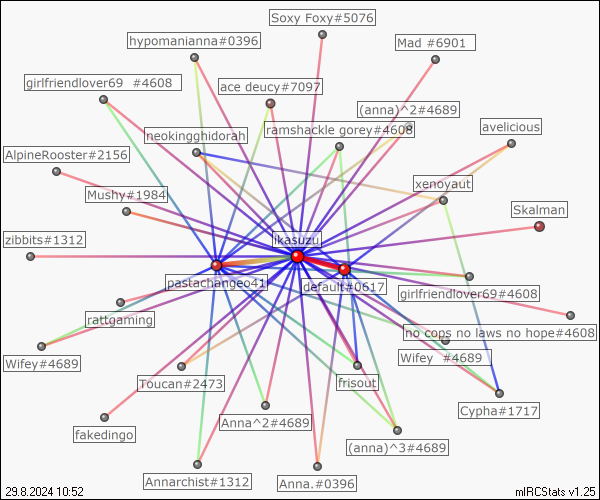 Soxy Foxy#5076
hypomanianna#0396
Mad #6901
girlfriendlover69 #4608
ace deucy#7097
(anna)^2#4689
ramshackle gorey#4608
avelicious
neokingghidorah
AlpineRooster#2156
xenoyaut
Mushy#1984
Skalman
zibbits#1312
ikasuzu
pastachangeo41
default#0617
girlfriendlover69#4608
rattgaming
no cops no laws no hope#4608
Wifey#4689
Wifey #4689
Toucan#2473
frisout
Cypha#1717
fakedingo
Anna^2#4689
(anna)^3#4689
Annarchist#1312
Anna.#0396
29.8.2024 10:52
mIRCStats v1.25